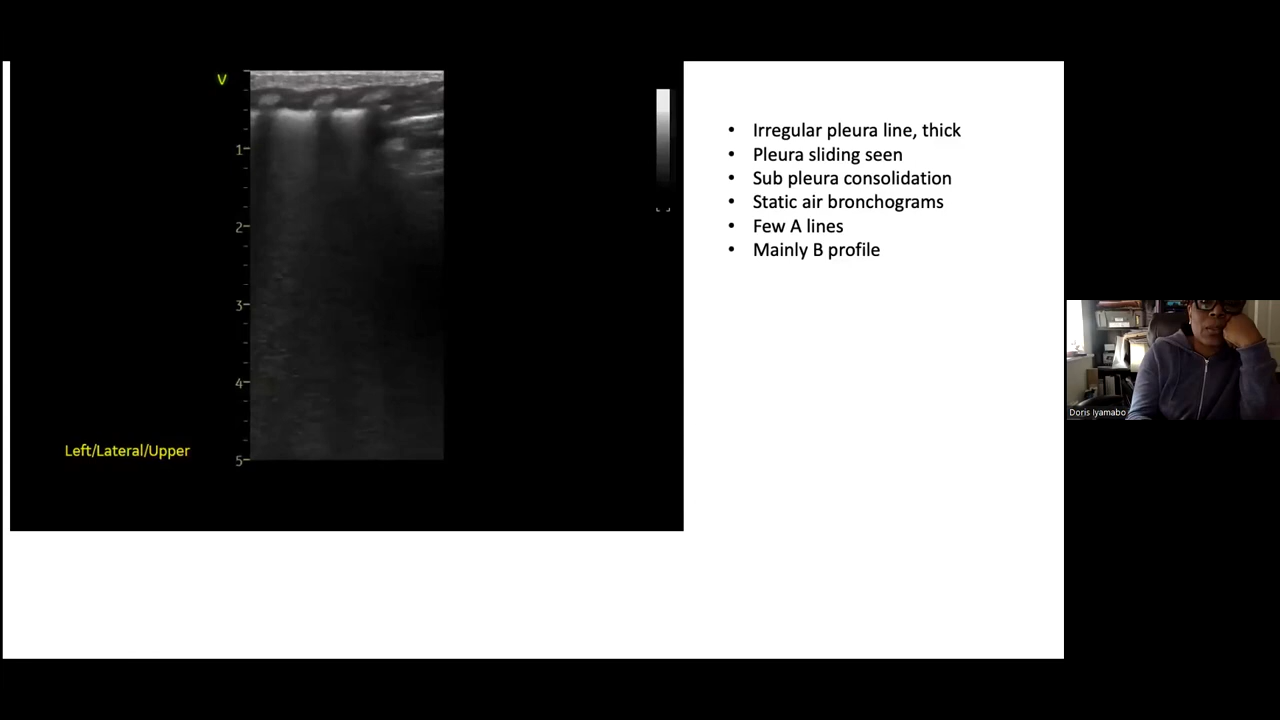 V
1
2
3
4
5
Left/Lateral/Upper
• Irregular pleura line, thick
• Pleura sliding seen
• Sub pleura consolidation
• Static air bronchograms
• Few A lines
• Mainly B profile
Doris Iyamabo